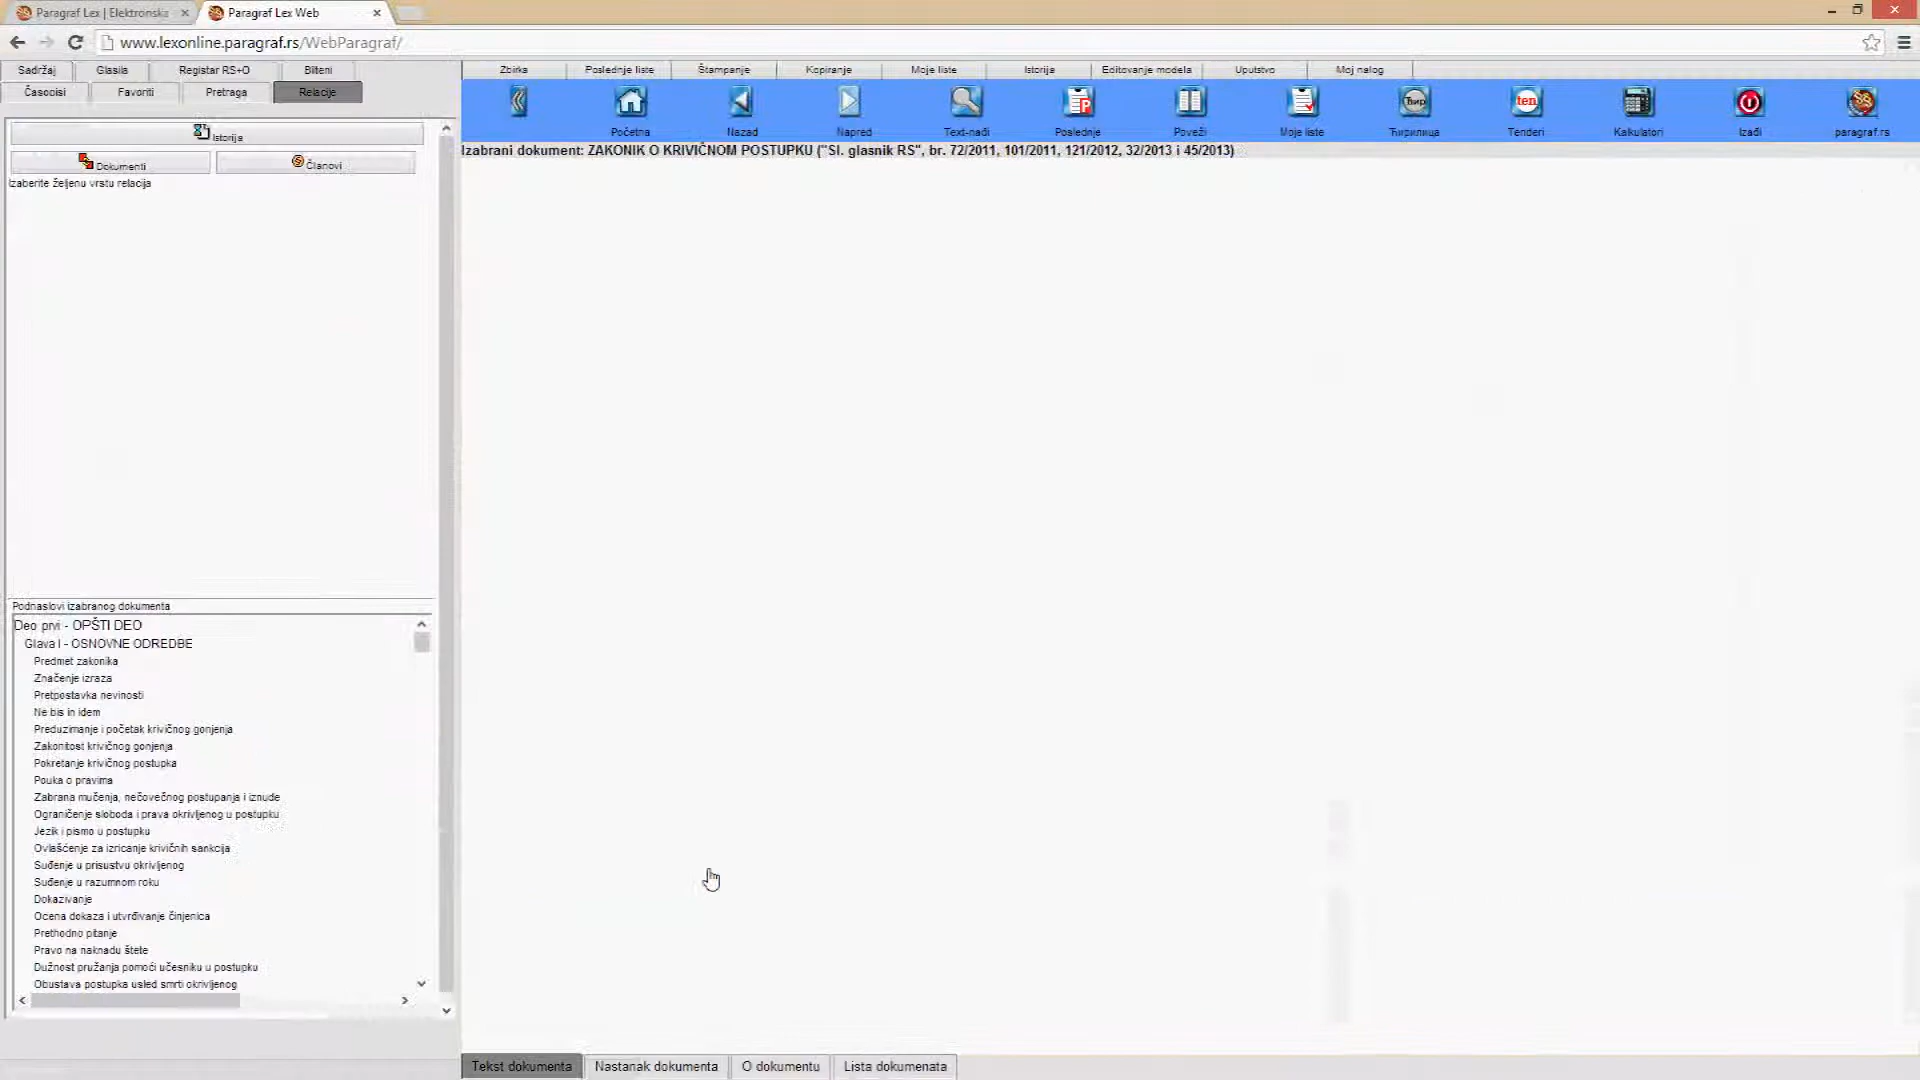 Paragraf Lex | Elektronska
Paragraf Lex Web
www.lexonline.paragraf.rs/WebParagraf/
Sadržaj Glasila Registar RS+O Bilteni
Časopisi Favoriti Pretraga Relacije
Zbirka Poslednje liste Štampanje Kopiranje Moje liste Istorija Editovanje modela Uputstvo Moj nalog
Početna Nazad Napred Text-nađi Poslednje Poveži Moje liste Ћирилица Tenderi Kalkulatori Izađi paragraf.rs
Izabrani dokument: ZAKONIK O KRIVIČNOM POSTUPKU ("Sl. glasnik RS", br. 72/2011, 101/2011, 121/2012, 32/2013 i 45/2013)
Istorija
Dokumenti Članovi
Izaberite željenu vrstu relacija
Podnaslovi izabranog dokumenta
Deo prvi - OPŠTI DEO
Glava I - OSNOVNE ODREDBE
Predmet zakonika
Značenje izraza
Pretpostavka nevinosti
Ne bis in idem
Preduzimanje i početak krivičnog gonjenja
Zakonitost krivičnog gonjenja
Pokretanje krivičnog postupka
Pouka o pravima
Zabrana mučenja, nečovečnog postupanja i iznude
Ograničenje sloboda i prava okrivljenog u postupku
Jezik i pismo u postupku
Ovlašćenje za izricanje krivičnih sankcija
Suđenje u prisustvu okrivljenog
Suđenje u razumnom roku
Dokazivanje
Ocena dokaza i utvrđivanje činjenica
Prethodno pitanje
Pravo na naknadu štete
Dužnost pružanja pomoći učesniku u postupku
Obustava postupka usled smrti okrivljenog
Tekst dokumenta Nastanak dokumenta O dokumentu Lista dokumenata